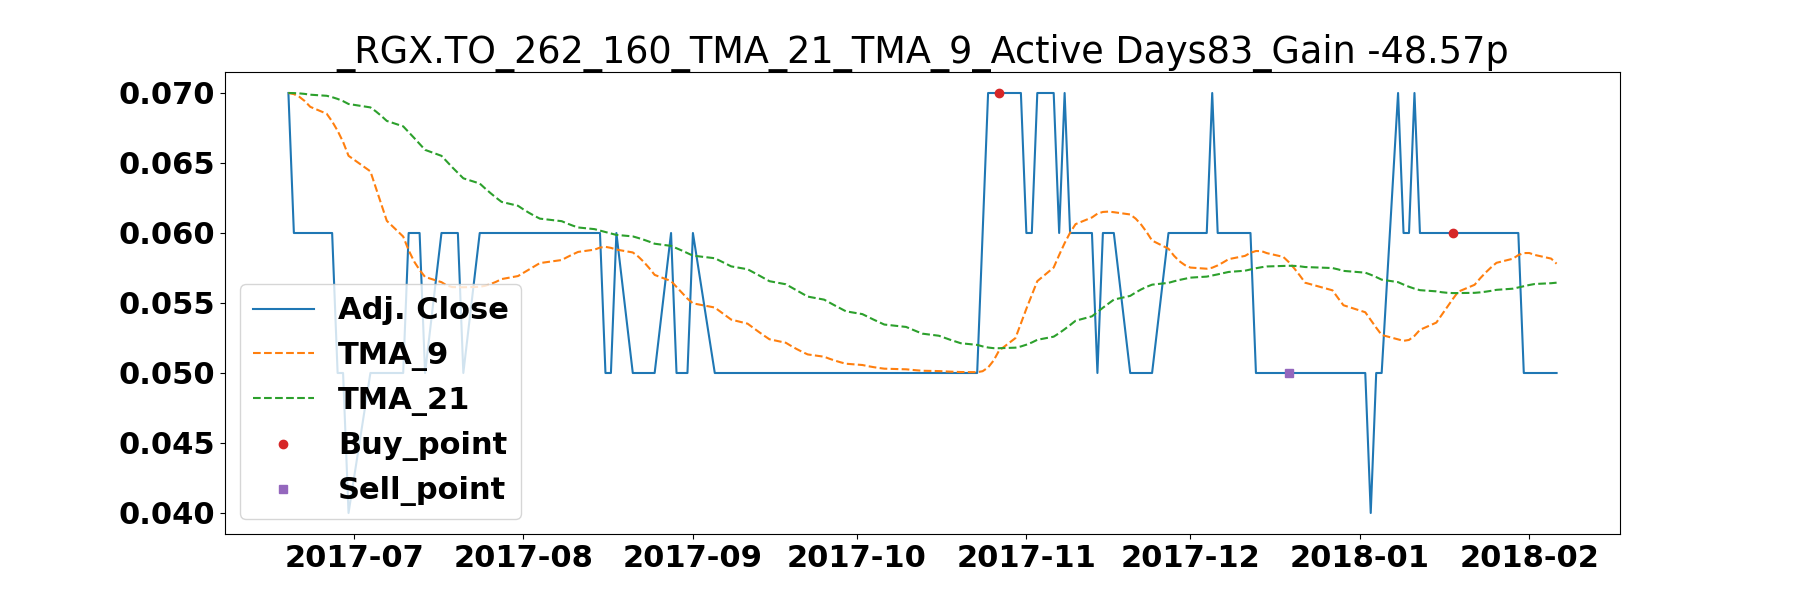 _RGX.TO_262_160_TMA_21_TMA_9_Active Days83_Gain -48.57p
0.070
0.065
0.060
0.055
0.050
0.045
0.040
Adj. Close
TMA_9
TMA_21
Buy_point
Sell_point
2017-07 2017-08 2017-09 2017-10 2017-11 2017-12 2018-01 2018-02